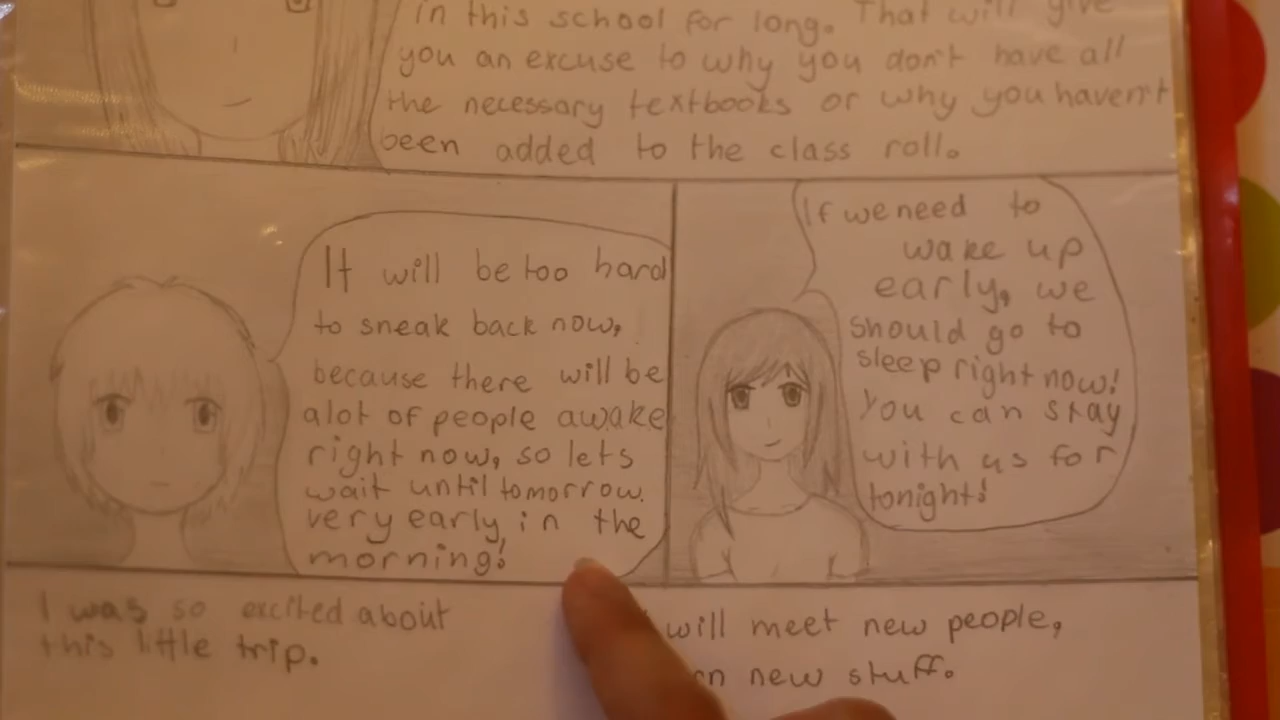 in this school for long. That will give
you an excuse to why you don't have all
the necessary textbooks or why you haven't
been added to the class roll.
It will be too hard
to sneak back now,
because there will be
alot of people awake
right now, so lets
wait until tomorrow
very early, in the
morning!
If we need to
wake up
early, we
should go to
sleep right now!
You can stay
with us for
tonight!
I was so excited about
this little trip.
will meet new people,
new stuff.